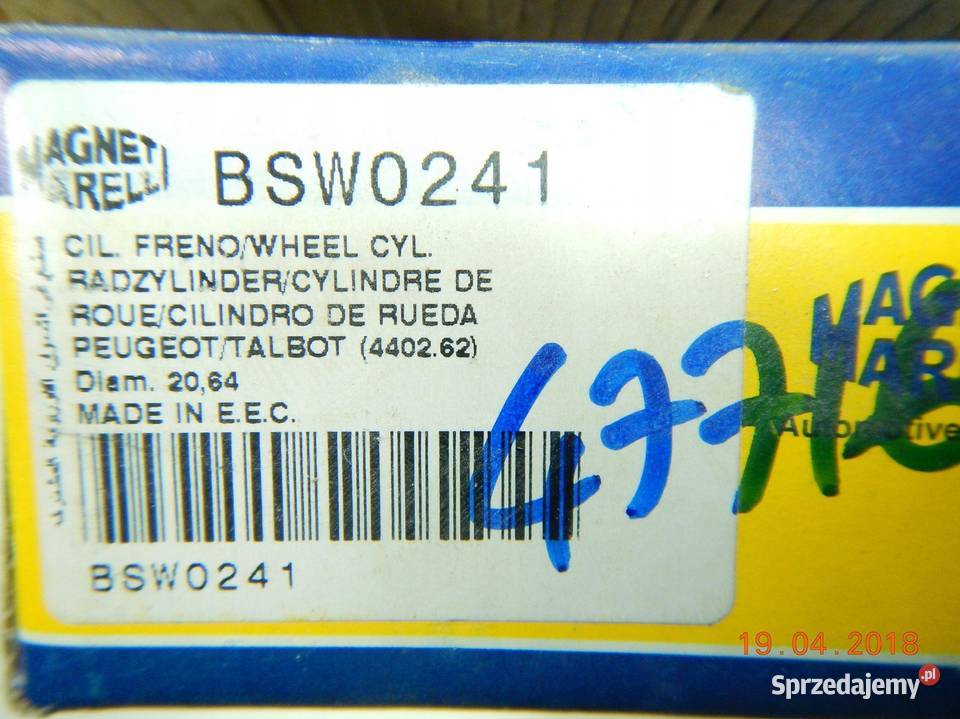 MAGNETI
MARELLI
BSW0241
CIL. FRENO/WHEEL CYL.
RADZYLINDER/CYLINDRE DE
ROUE/CILINDRO DE RUEDA
PEUGEOT/TALBOT (4402.62)
Diam. 20,64
MADE IN E.E.C.
BSW0241
477
MAG
MAR
Automotive
19.04.2018
Sprzedajemy.pl